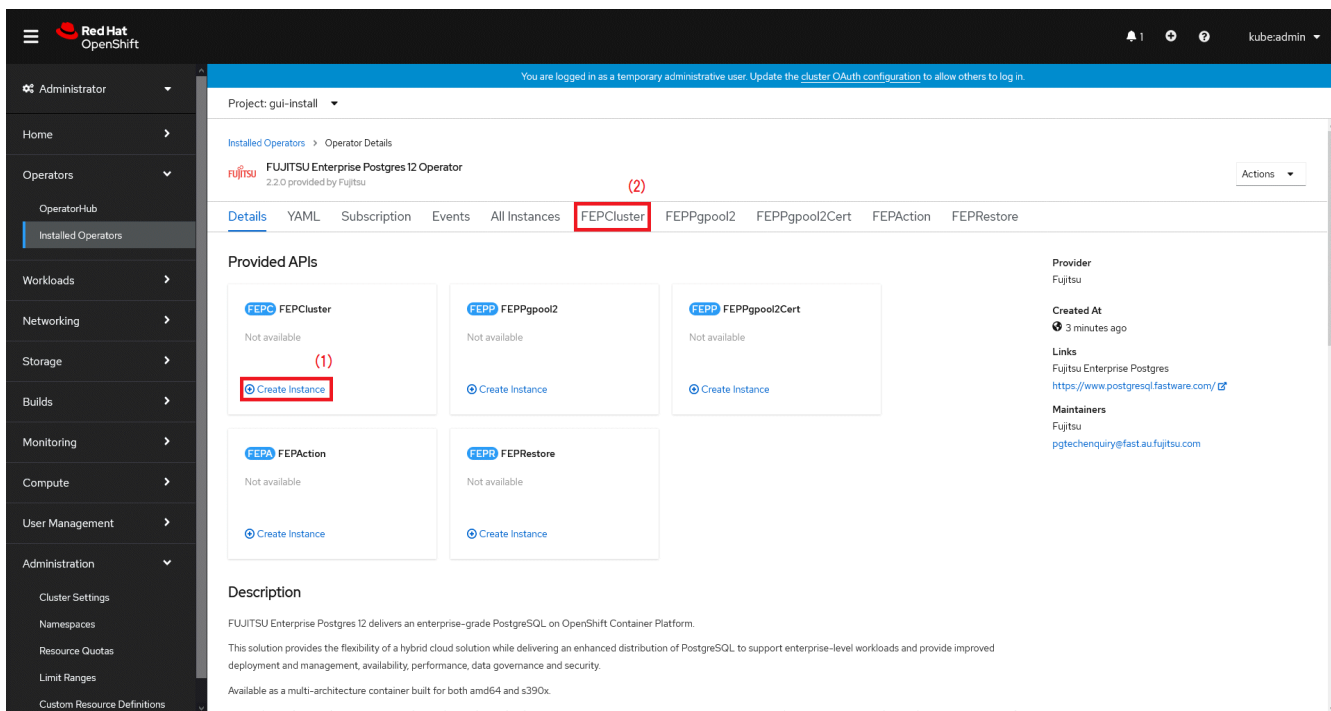 Red Hat
OpenShift
1
kube:admin
Administrator
You are logged in as a temporary administrative user. Update the cluster OAuth configuration to allow others to log in.
Project: gui-install
Home
Operators
OperatorHub
Installed Operators
Workloads
Networking
Storage
Builds
Monitoring
Compute
User Management
Administration
Cluster Settings
Namespaces
Resource Quotas
Limit Ranges
Custom Resource Definitions
Installed Operators > Operator Details
FUJITSU
FUJITSU Enterprise Postgres 12 Operator
2.2.0 provided by Fujitsu
Actions
(2)
Details YAML Subscription Events All Instances FEPCluster FEPPgpool2 FEPPgpool2Cert FEPAction FEPRestore
Provided APIs
FEPC FEPCluster
Not available
(1)
Create Instance
FEPP FEPPgpool2
Not available
Create Instance
FEPP FEPPgpool2Cert
Not available
Create Instance
FEPA FEPAction
Not available
Create Instance
FEPR FEPRestore
Not available
Create Instance
Provider
Fujitsu
Created At
3 minutes ago
Links
Fujitsu Enterprise Postgres
https://www.postgresql.fastware.com/
Maintainers
Fujitsu
pgtechenquiry@fast.au.fujitsu.com
Description
FUJITSU Enterprise Postgres 12 delivers an enterprise-grade PostgreSQL on OpenShift Container Platform.
This solution provides the flexibility of a hybrid cloud solution while delivering an enhanced distribution of PostgreSQL to support enterprise-level workloads and provide improved
deployment and management, availability, performance, data governance and security.
Available as a multi-architecture container built for both amd64 and s390x.